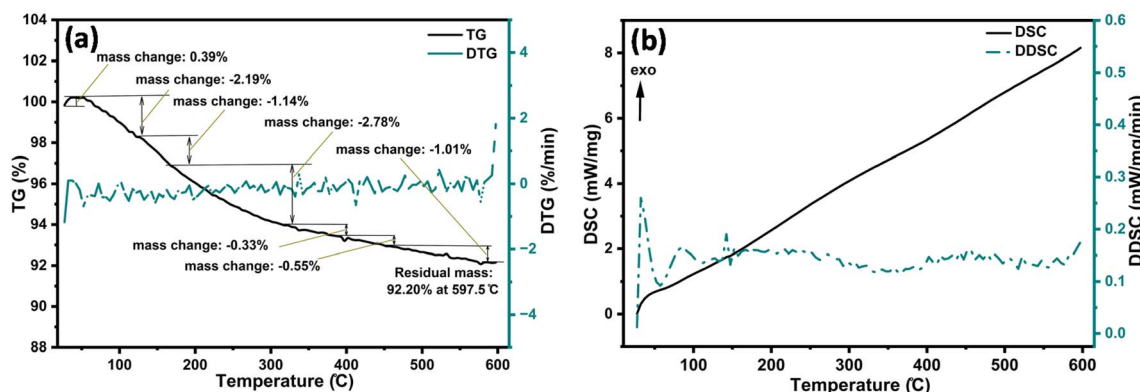 (a)
TG
DTG
mass change: 0.39%
mass change: -2.19%
mass change: -1.14%
mass change: -2.78%
mass change: -1.01%
mass change: -0.33%
mass change: -0.55%
Residual mass:
92.20% at 597.5℃
TG (%)
104
102
100
98
96
94
92
90
88
DTG (%/min)
4
2
0
−2
−4
100
200
300
400
500
600
Temperature (℃)
(b)
DSC
DDSC
exo
DSC (mW/mg)
8
6
4
2
0
DDSC (mW/mg/min)
0.6
0.5
0.4
0.3
0.2
0.1
0.0
100
200
300
400
500
600
Temperature (℃)